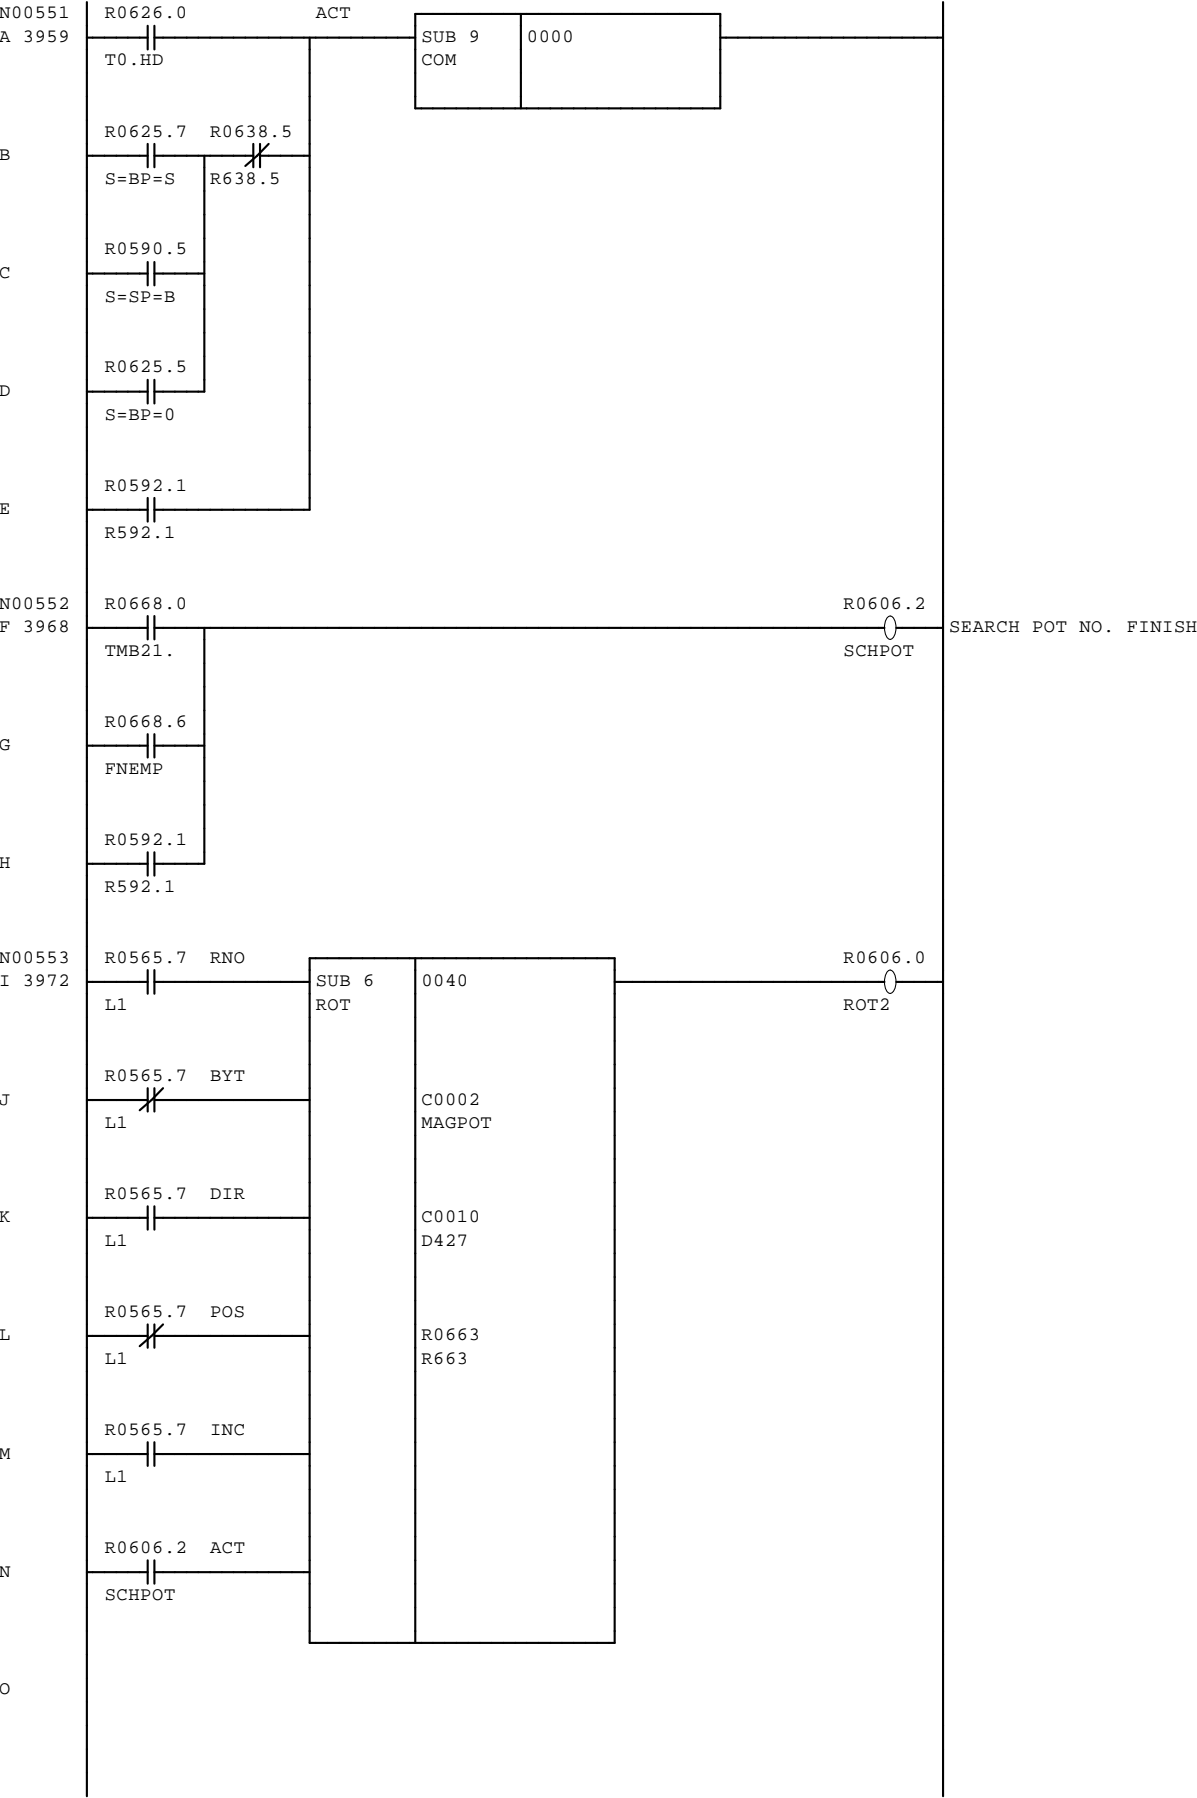 N00551 R0626.0 ACT
A 3959 SUB 9 0000
T0.HD COM
R0625.7 R0638.5
B
S=BP=S R638.5
R0590.5
C
S=SP=B
R0625.5
D
S=BP=0
R0592.1
E
R592.1
N00552 R0668.0 R0606.2
F 3968 SEARCH POT NO. FINISH
TMB21. SCHPOT
R0668.6
G
FNEMP
R0592.1
H
R592.1
N00553 R0565.7 RNO R0606.0
I 3972 SUB 6 0040
L1 ROT ROT2
R0565.7 BYT
J C0002
L1 MAGPOT
R0565.7 DIR
K C0010
L1 D427
R0565.7 POS
L R0663
L1 R663
R0565.7 INC
M
L1
R0606.2 ACT
N
SCHPOT
O